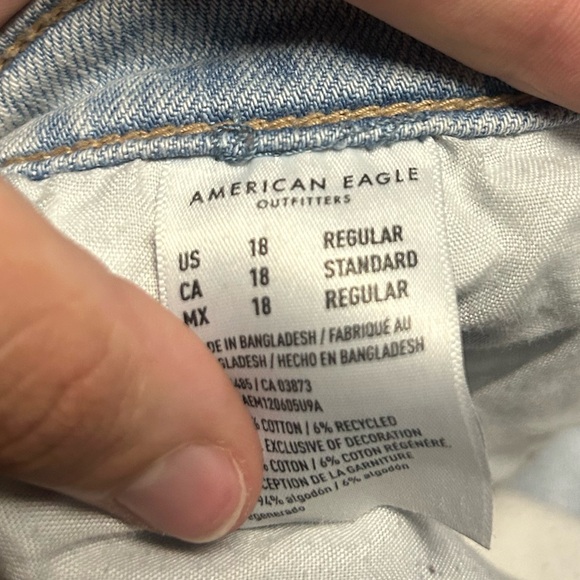 AMERICAN EAGLE
OUTFITTERS
US 18 REGULAR
CA 18 STANDARD
MX 18 REGULAR
DE IN BANGLADESH / FABRIQUÉ AU
GLADESH / HECHO EN BANGLADESH
485 / CA 03873
AEM120605U9A
% COTTON / 6% RECYCLED
EXCLUSIVE OF DECORATION
% COTON / 6% COTON RÉGÉNÉRÉ,
CEPTION DE LA GARNITURE
94% algodón / 6% algodón
egenerado